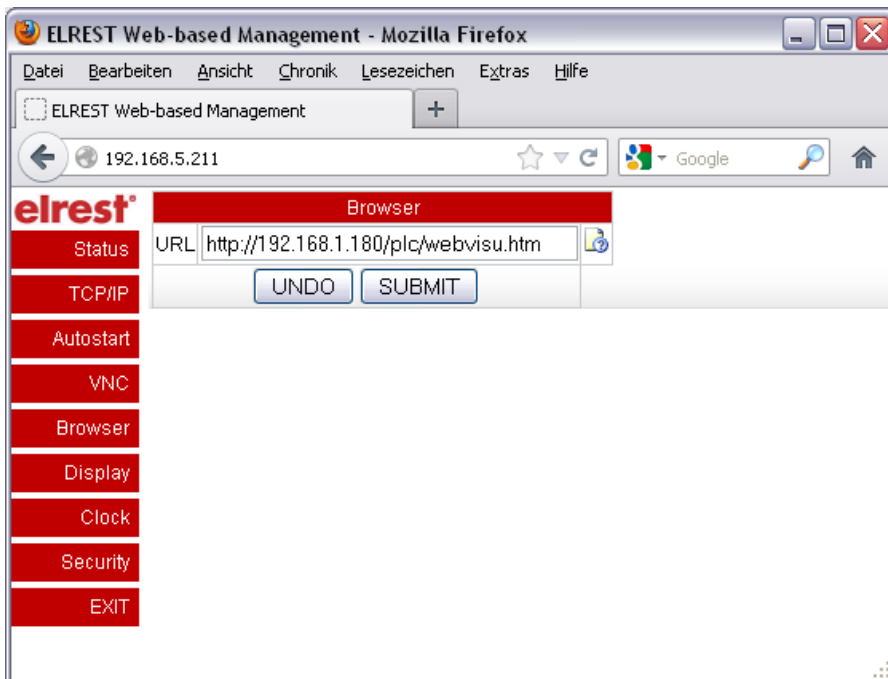 ELREST Web-based Management - Mozilla Firefox
Datei Bearbeiten Ansicht Chronik Lesezeichen Extras Hilfe
ELREST Web-based Management +
192.168.5.211 Google
elrest
Browser
Status
URL http://192.168.1.180/plc/webvisu.htm
UNDO SUBMIT
TCP/IP
Autostart
VNC
Browser
Display
Clock
Security
EXIT